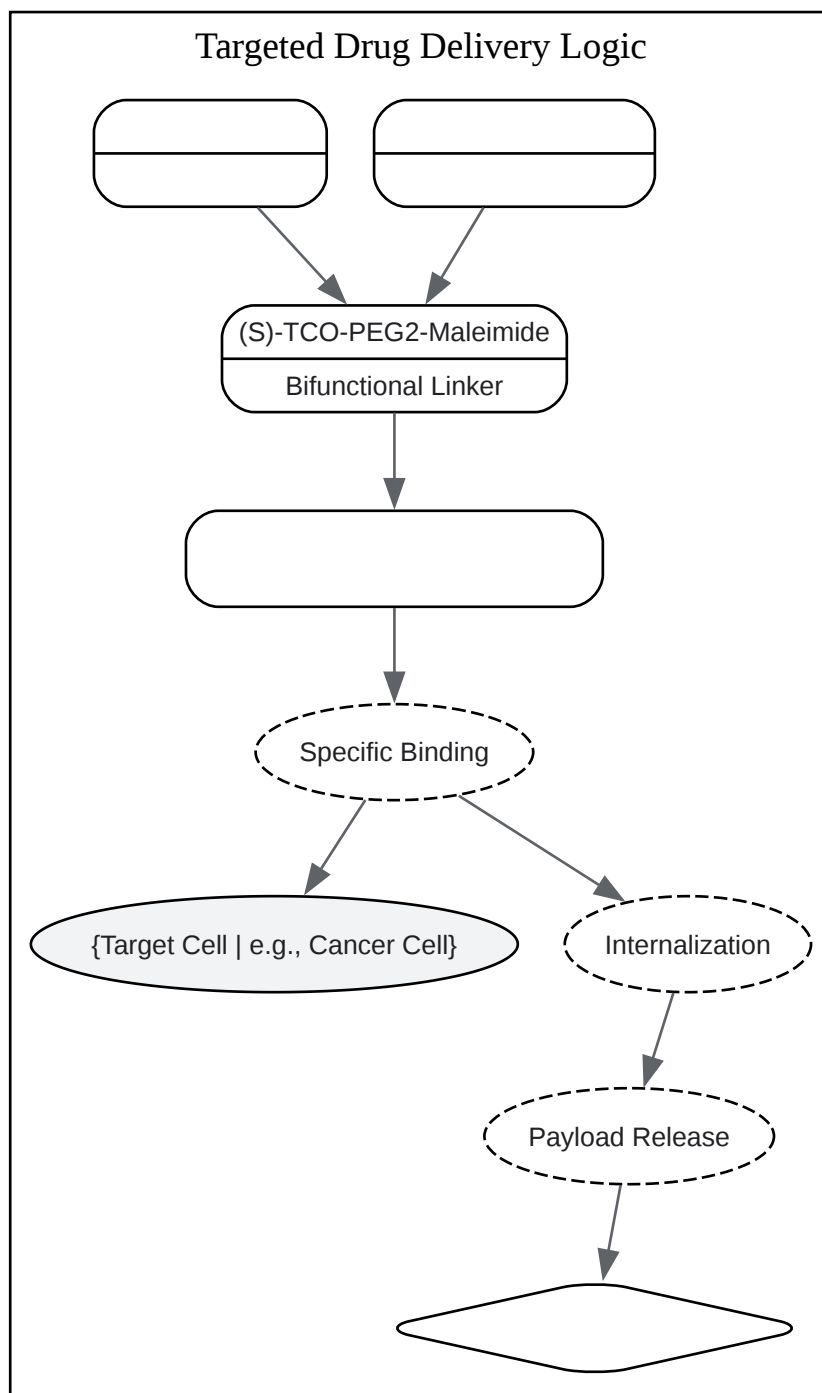 Targeted Drug Delivery Logic
(S)-TCO-PEG2-Maleimide
Bifunctional Linker
Specific Binding
{Target Cell | e.g., Cancer Cell}
Internalization
Payload Release